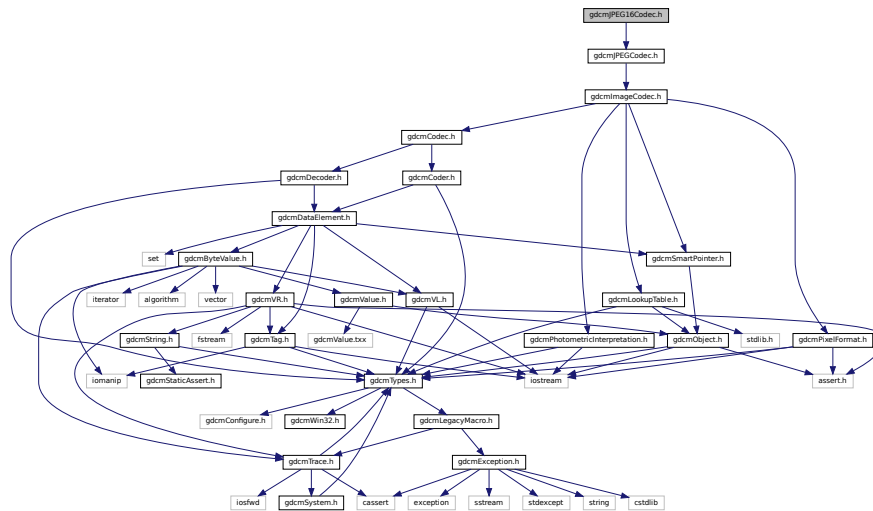 gdcmJPEG16Codec.h
gdcmJPEGCodec.h
gdcmImageCodec.h
gdcmCodec.h
gdcmDecoder.h
gdcmCoder.h
gdcmDataElement.h
set
gdcmByteValue.h
gdcmSmartPointer.h
iterator
algorithm
vector
gdcmVR.h
gdcmValue.h
gdcmVL.h
gdcmLookupTable.h
gdcmString.h
fstream
gdcmTag.h
gdcmValue.txx
gdcmPhotometricInterpretation.h
gdcmObject.h
stdlib.h
gdcmPixelFormat.h
iomanip
gdcmStaticAssert.h
gdcmTypes.h
iostream
assert.h
gdcmConfigure.h
gdcmWin32.h
gdcmLegacyMacro.h
gdcmTrace.h
gdcmException.h
iosfwd
gdcmSystem.h
cassert
exception
sstream
stdexcept
string
cstdlib